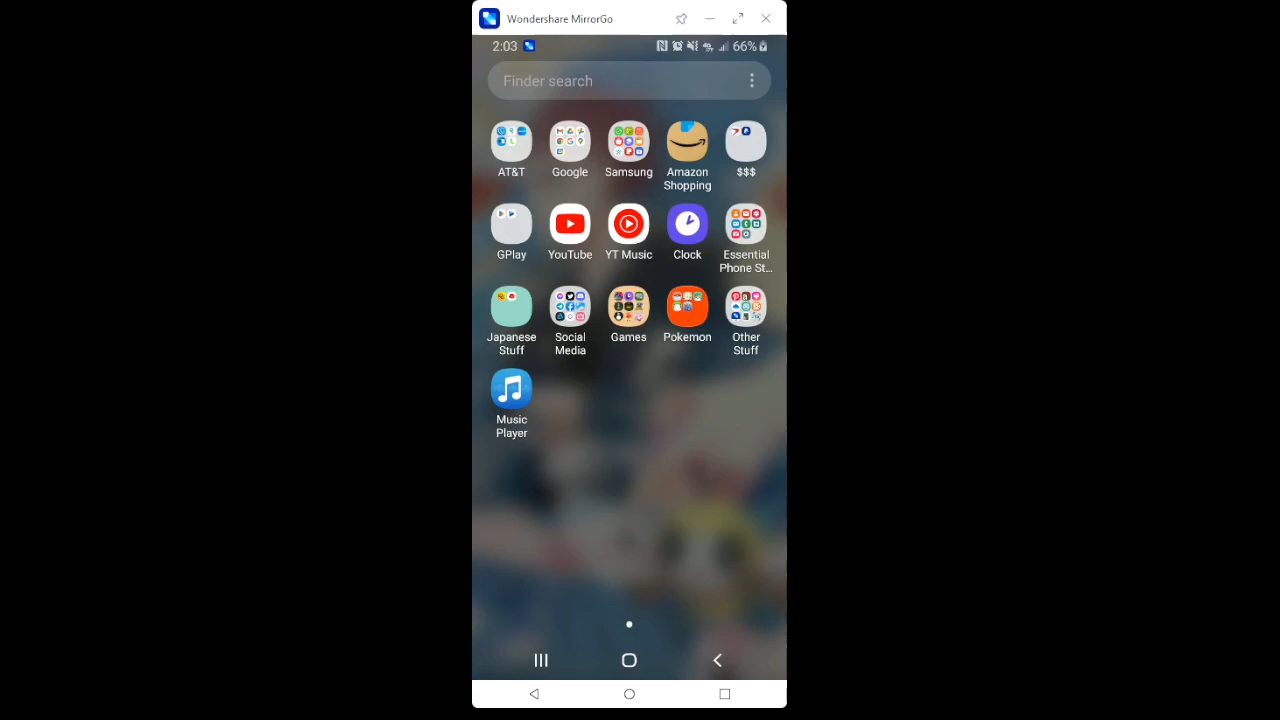 Wondershare MirrorGo
2:03
66%
Finder search
AT&T
Google
Samsung
Amazon
Shopping
$$$
GPlay
YouTube
YT Music
Clock
Essential
Phone St...
Japanese
Stuff
Social
Media
Games
Pokemon
Other
Stuff
Music
Player